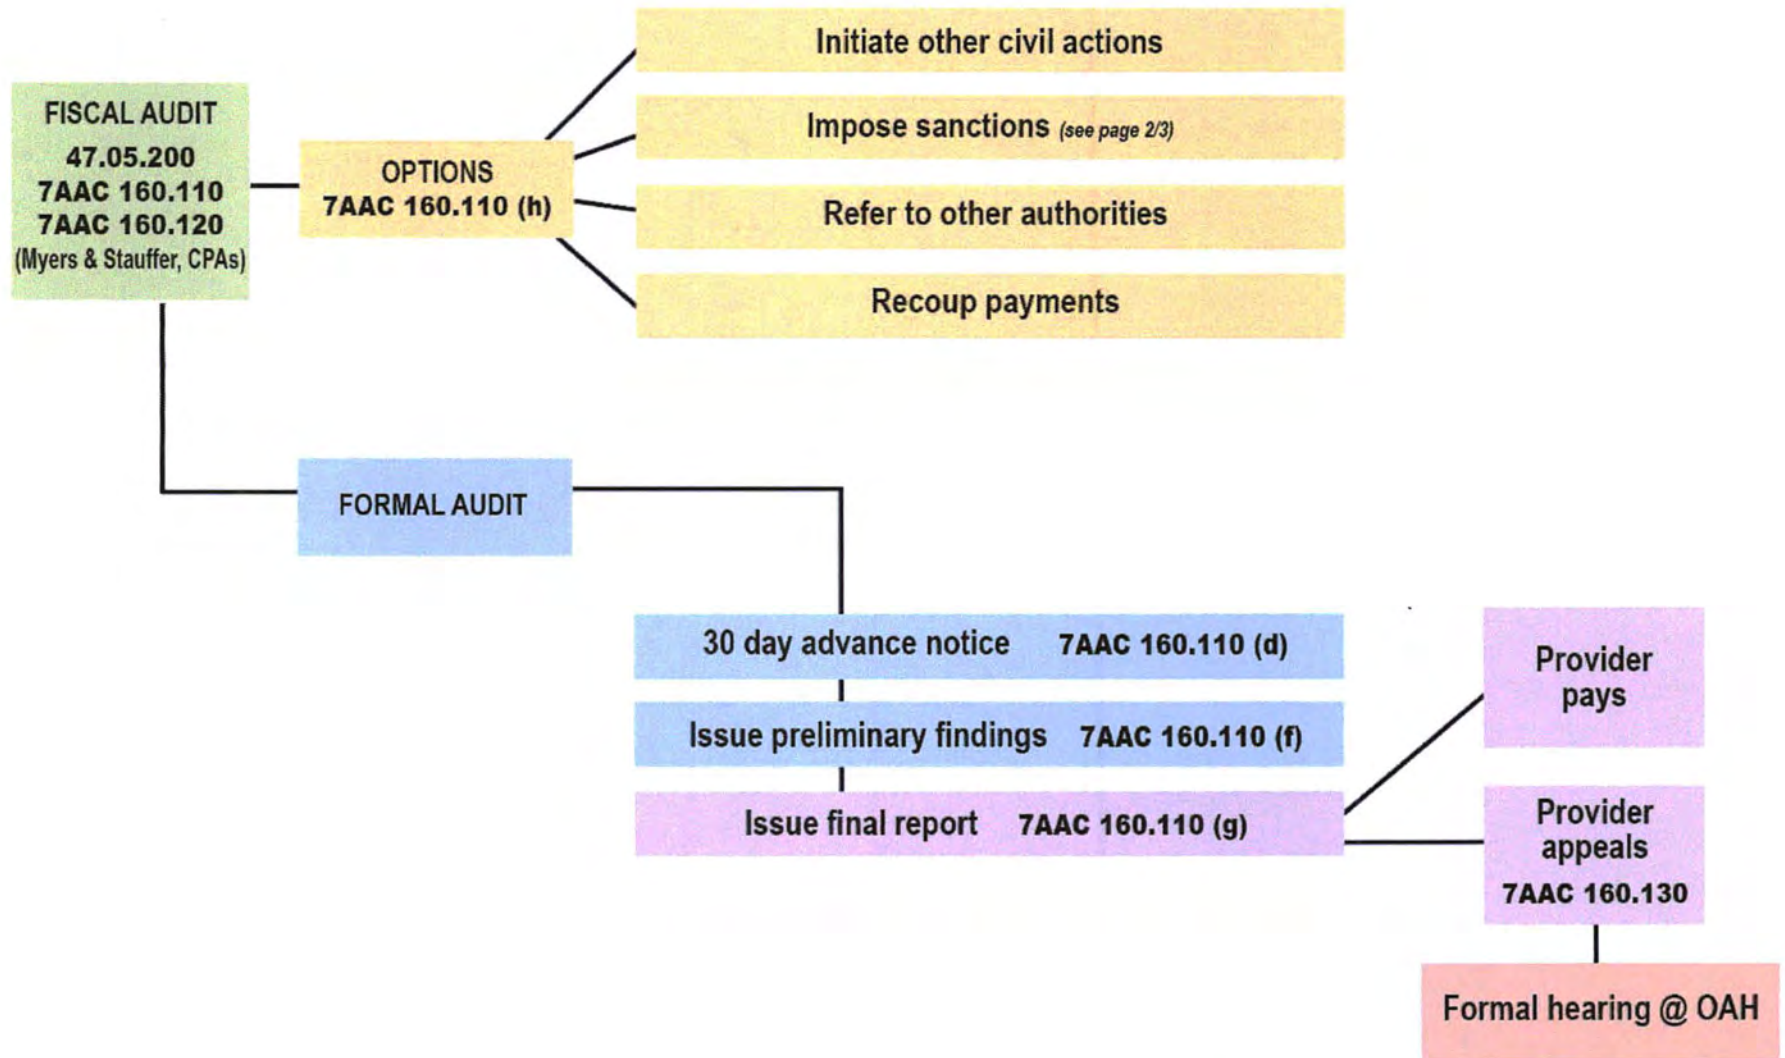 FISCAL AUDIT
47.05.200
7AAC 160.110
7AAC 160.120
(Myers & Stauffer, CPAs)
OPTIONS
7AAC 160.110 (h)
Initiate other civil actions
Impose sanctions (see page 2/3)
Refer to other authorities
Recoup payments
FORMAL AUDIT
30 day advance notice 7AAC 160.110 (d)
Issue preliminary findings 7AAC 160.110 (f)
Issue final report 7AAC 160.110 (g)
Provider
pays
Provider
appeals
7AAC 160.130
Formal hearing @ OAH